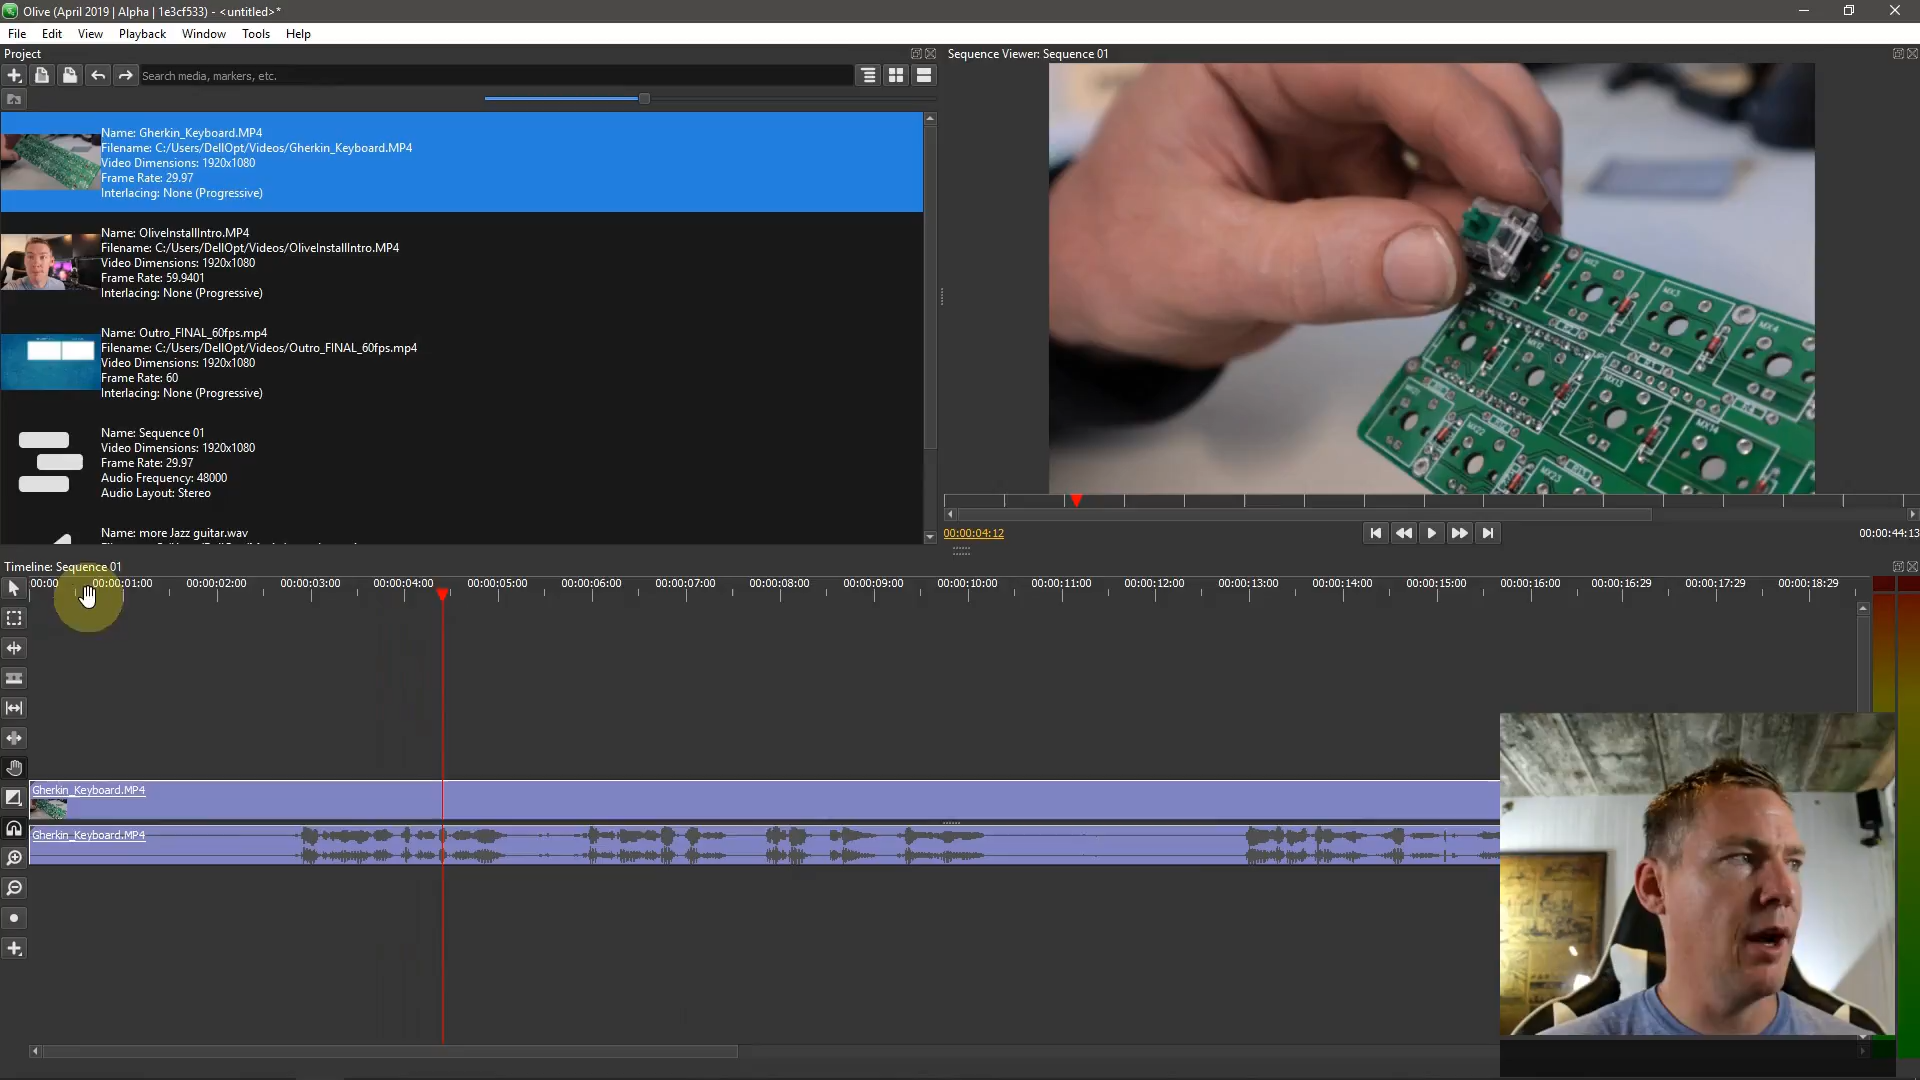 Olive (April 2019 | Alpha | 1e3cf533) - <untitled>*
File Edit View Playback Window Tools Help
Project
Search media, markers, etc.
Name: Gherkin_Keyboard.MP4
Filename: C:/Users/DellOpt/Videos/Gherkin_Keyboard.MP4
Video Dimensions: 1920x1080
Frame Rate: 29.97
Interlacing: None (Progressive)
Name: OliveInstallIntro.MP4
Filename: C:/Users/DellOpt/Videos/OliveInstallIntro.MP4
Video Dimensions: 1920x1080
Frame Rate: 59.9401
Interlacing: None (Progressive)
Name: Outro_FINAL_60fps.mp4
Filename: C:/Users/DellOpt/Videos/Outro_FINAL_60fps.mp4
Video Dimensions: 1920x1080
Frame Rate: 60
Interlacing: None (Progressive)
Name: Sequence 01
Video Dimensions: 1920x1080
Frame Rate: 29.97
Audio Frequency: 48000
Audio Layout: Stereo
Name: more Jazz guitar.wav
Sequence Viewer: Sequence 01
MX2
MX3
MX4
MX12
MX13
MX14
MX22
MX23
00:00:04:12
00:00:44:13
Timeline: Sequence 01
00:00 00:00:01:00 00:00:02:00 00:00:03:00 00:00:04:00 00:00:05:00 00:00:06:00 00:00:07:00 00:00:08:00 00:00:09:00 00:00:10:00 00:00:11:00 00:00:12:00 00:00:13:00 00:00:14:00 00:00:15:00 00:00:16:00 00:00:16:29 00:00:17:29 00:00:18:29
Gherkin_Keyboard.MP4
Gherkin_Keyboard.MP4